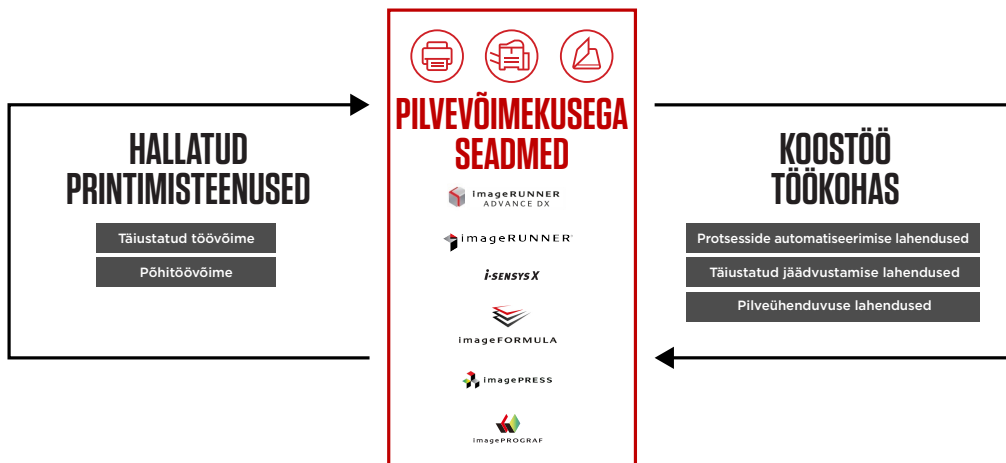 HALLATUD
PRINTIMISTEENUSED
Täiustatud töövõime
Põhitöövõime
PILVEVÕIMEKUSEGA
SEADMED
imageRUNNER
ADVANCE DX
imageRUNNER
i-SENSYS X
imageFORMULA
imagePRESS
imagePROGRAF
KOOSTÖÖ
TÖÖKOHAS
Protsesside automatiseerimise lahendused
Täiustatud jäädvustamise lahendused
Pilveühenduvuse lahendused